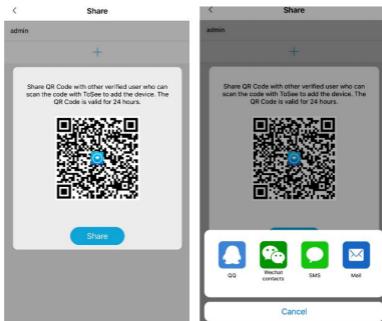 Share
admin
Share QR Code with other verified user who can
scan the code with ToSee to add the device. The
QR Code is valid for 24 hours.
Share
Share
admin
Share QR Code with other verified user who can
scan the code with ToSee to add the device. The
QR Code is valid for 24 hours.
QQ
Wechat
contacts
SMS
Mail
Cancel